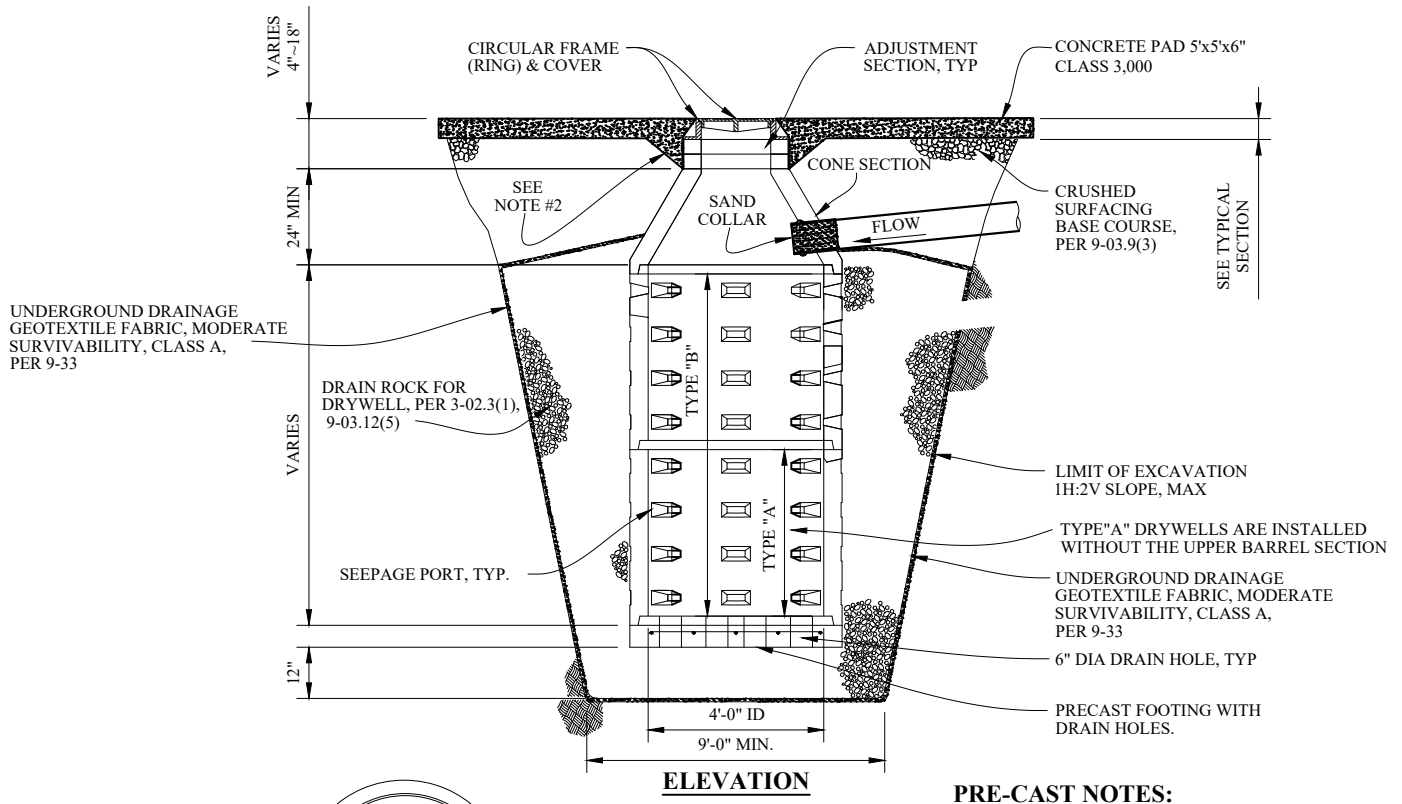 VARIES
4"~18"
CIRCULAR FRAME
(RING) & COVER
ADJUSTMENT
SECTION, TYP
CONCRETE PAD 5'x5'x6"
CLASS 3,000
24" MIN
SEE
NOTE #2
SAND
COLLAR
CONE SECTION
FLOW
CRUSHED
SURFACING
BASE COURSE,
PER 9-03.9(3)
SEE TYPICAL
SECTION
UNDERGROUND DRAINAGE
GEOTEXTILE FABRIC, MODERATE
SURVIVABILITY, CLASS A,
PER 9-33
DRAIN ROCK FOR
DRYWELL, PER 3-02.3(1),
9-03.12(5)
VARIES
TYPE "B"
TYPE "A"
LIMIT OF EXCAVATION
1H:2V SLOPE, MAX
TYPE"A" DRYWELLS ARE INSTALLED
WITHOUT THE UPPER BARREL SECTION
SEEPAGE PORT, TYP.
UNDERGROUND DRAINAGE
GEOTEXTILE FABRIC, MODERATE
SURVIVABILITY, CLASS A,
PER 9-33
6" DIA DRAIN HOLE, TYP
12"
PRECAST FOOTING WITH
DRAIN HOLES.
4'-0" ID
9'-0" MIN.
ELEVATION
PRE-CAST NOTES: